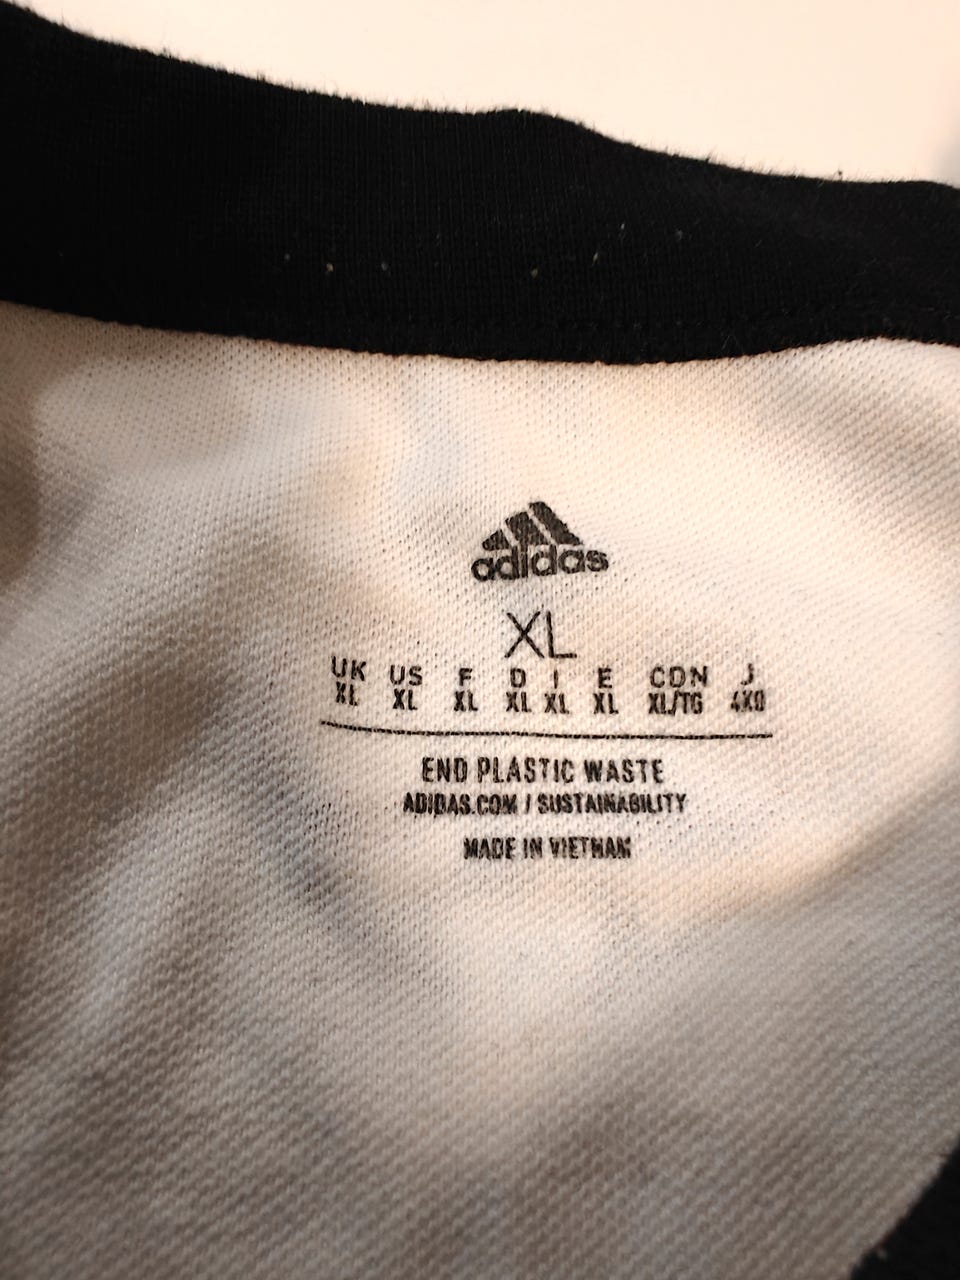 adidas
XL
UK US F D I E CDN J
XL XL XL XL XL XL XL/TG 4XO
END PLASTIC WASTE
ADIDAS.COM / SUSTAINABILITY
MADE IN VIETNAM